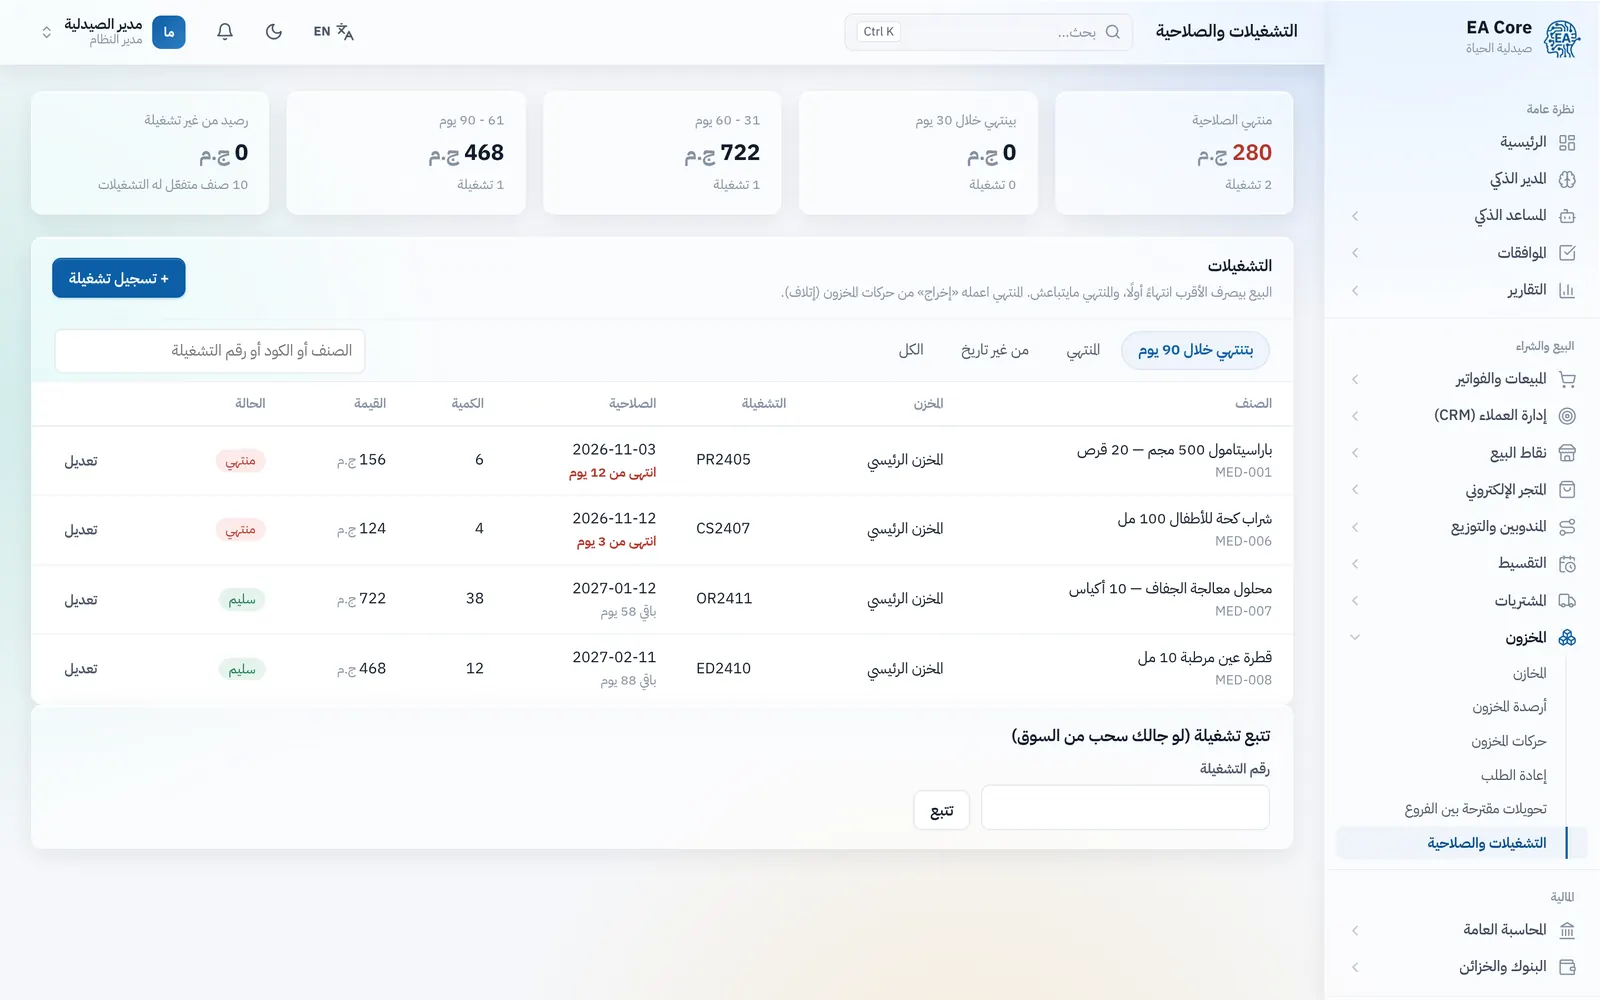 EA Core
صيدلية الحياة
نظرة عامة
الرئيسية
المدير الذكي
المساعد الذكي
الموافقات
التقارير
البيع والشراء
المبيعات والفواتير
إدارة العملاء (CRM)
نقاط البيع
المتجر الإلكتروني
المندوبين والتوزيع
التقسيط
المشتريات
المخزون
المخازن
أرصدة المخزون
حركات المخزون
إعادة الطلب
تحويلات مقترحة بين الفروع
التشغيلات والصلاحية
المالية
المحاسبة العامة
البنوك والخزائن
التشغيلات والصلاحية
بحث... Ctrl K
EN
ما
مدير الصيدلية
مدير النظام
منتهي الصلاحية
280 ج.م
2 تشغيلة
بينتهي خلال 30 يوم
0 ج.م
0 تشغيلة
31 - 60 يوم
722 ج.م
1 تشغيلة
61 - 90 يوم
468 ج.م
1 تشغيلة
رصيد من غير تشغيلة
0 ج.م
10 صنف متفعّل له التشغيلات
التشغيلات
البيع بيصرف الأقرب انتهاءً أولًا، والمنتهي مايتباعش. المنتهي اعمله «إخراج» من حركات المخزون (إتلاف).
+ تسجيل تشغيلة
بتنتهي خلال 90 يوم
المنتهي
من غير تاريخ
الكل
الصنف أو الكود أو رقم التشغيلة
الصنف المخزن التشغيلة الصلاحية الكمية القيمة الحالة
باراسيتامول 500 مجم — 20 قرص المخزن الرئيسي PR2405 2026-11-03 6 156 ج.م منتهي تعديل
MED-001 انتهى من 12 يوم
شراب كحة للأطفال 100 مل المخزن الرئيسي CS2407 2026-11-12 4 124 ج.م منتهي تعديل
MED-006 انتهى من 3 يوم
محلول معالجة الجفاف — 10 أكياس المخزن الرئيسي OR2411 2027-01-12 38 722 ج.م سليم تعديل
MED-007 باقي 58 يوم
قطرة عين مرطبة 10 مل المخزن الرئيسي ED2410 2027-02-11 12 468 ج.م سليم تعديل
MED-008 باقي 88 يوم
تتبع تشغيلة (لو جالك سحب من السوق)
رقم التشغيلة
تتبع